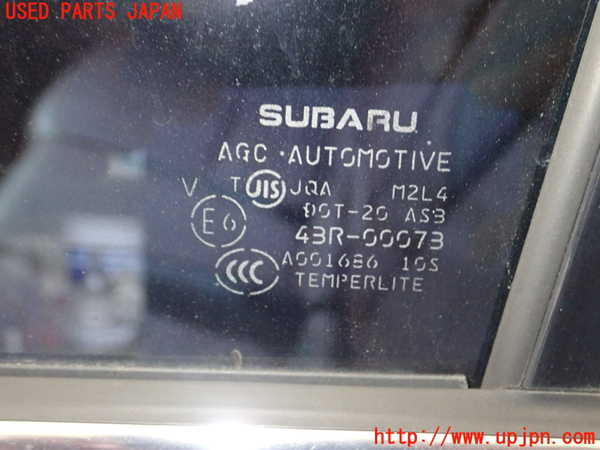 USED PARTS JAPAN
SUBARU
AGC · AUTOMOTIVE
V T JIS JQA M2L4
DOT-20 AS3
E6 43R-00073
CCC A001686 10S
TEMPERLITE
http://www.upjpn.com/